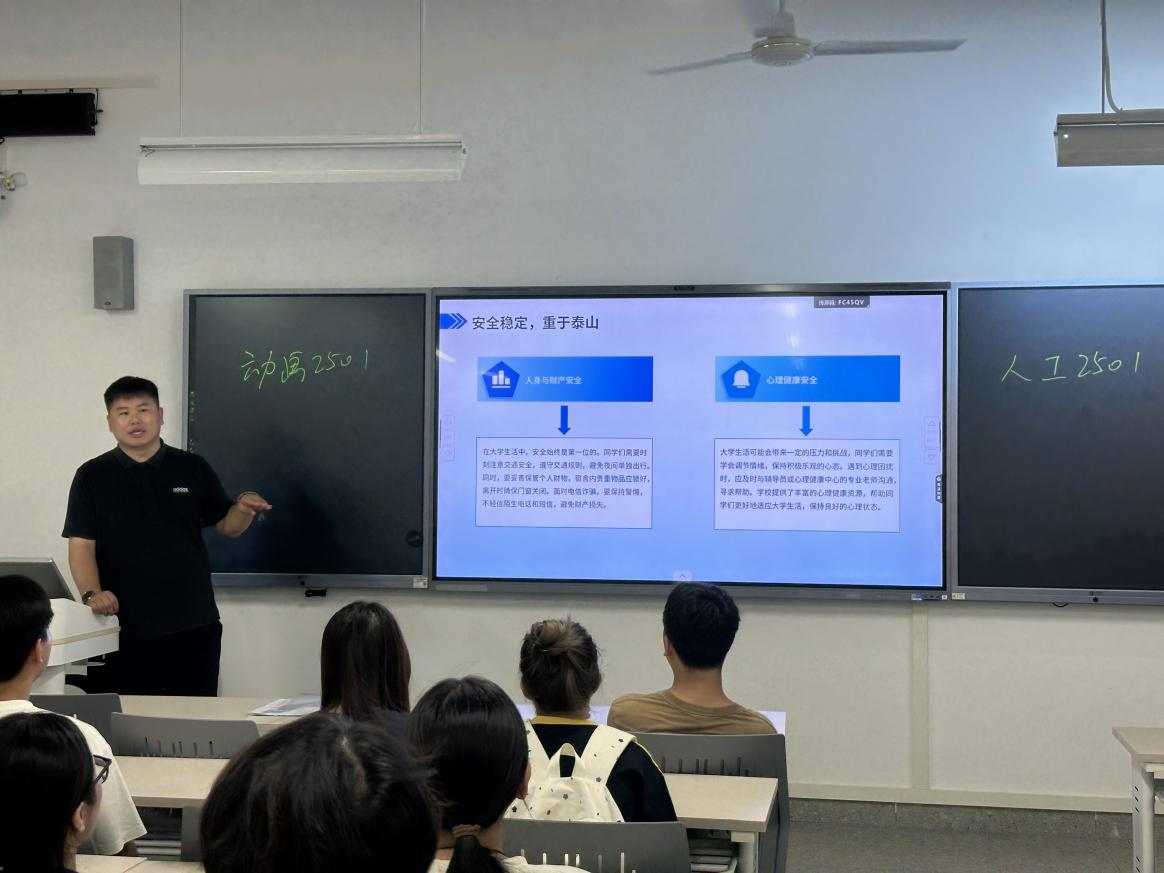 动画2501
传屏码: FC45QV
安全稳定，重于泰山
人身与财产安全
在大学生活中，安全始终是第一位的。同学们需要时
刻注意交通安全，遵守交通规则，避免夜间单独出行。
同时，要妥善保管个人财物，宿舍内贵重物品应锁好，
离开时确保门窗关闭。面对电信诈骗，要保持警惕，
不轻信陌生电话和短信，避免财产损失。
心理健康安全
大学生活可能会带来一定的压力和挑战，同学们需要
学会调节情绪，保持积极乐观的心态。遇到心理困扰
时，应及时与辅导员或心理健康中心的专业老师沟通，
寻求帮助。学校提供了丰富的心理健康资源，帮助同
学们更好地适应大学生活，保持良好的心理状态。
人工2501
adidas